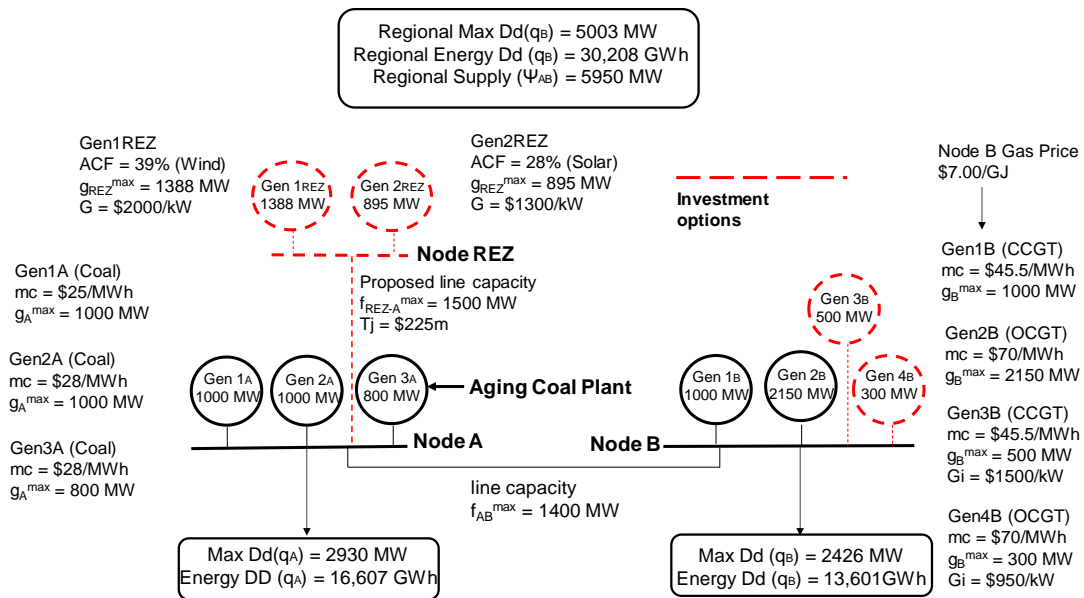 Regional Max Dd(qB) = 5003 MW
Regional Energy Dd (qB) = 30,208 GWh
Regional Supply (ΨAB) = 5950 MW
Gen1REZ
ACF = 39% (Wind)
gREZmax = 1388 MW
G = $2000/kW
Gen 1REZ
1388 MW
Gen 2REZ
895 MW
Gen2REZ
ACF = 28% (Solar)
gREZmax = 895 MW
G = $1300/kW
Investment
options
Node B Gas Price
$7.00/GJ
Node REZ
Proposed line capacity
fREZ-Amax = 1500 MW
Tj = $225m
Gen1A (Coal)
mc = $25/MWh
gAmax = 1000 MW
Gen2A (Coal)
mc = $28/MWh
gAmax = 1000 MW
Gen3A (Coal)
mc = $28/MWh
gAmax = 800 MW
Gen 1A
1000 MW
Gen 2A
1000 MW
Gen 3A
800 MW
Aging Coal Plant
Node A
Node B
Gen 1B
1000 MW
Gen 2B
2150 MW
Gen 3B
500 MW
Gen 4B
300 MW
Gen1B (CCGT)
mc = $45.5/MWh
gBmax = 1000 MW
Gen2B (OCGT)
mc = $70/MWh
gBmax = 2150 MW
Gen3B (CCGT)
mc = $45.5/MWh
gBmax = 500 MW
Gi = $1500/kW
Gen4B (OCGT)
mc = $70/MWh
gBmax = 300 MW
Gi = $950/kW
line capacity
fABmax = 1400 MW
Max Dd(qA) = 2930 MW
Energy DD (qA) = 16,607 GWh
Max Dd (qB) = 2426 MW
Energy Dd (qB) = 13,601GWh